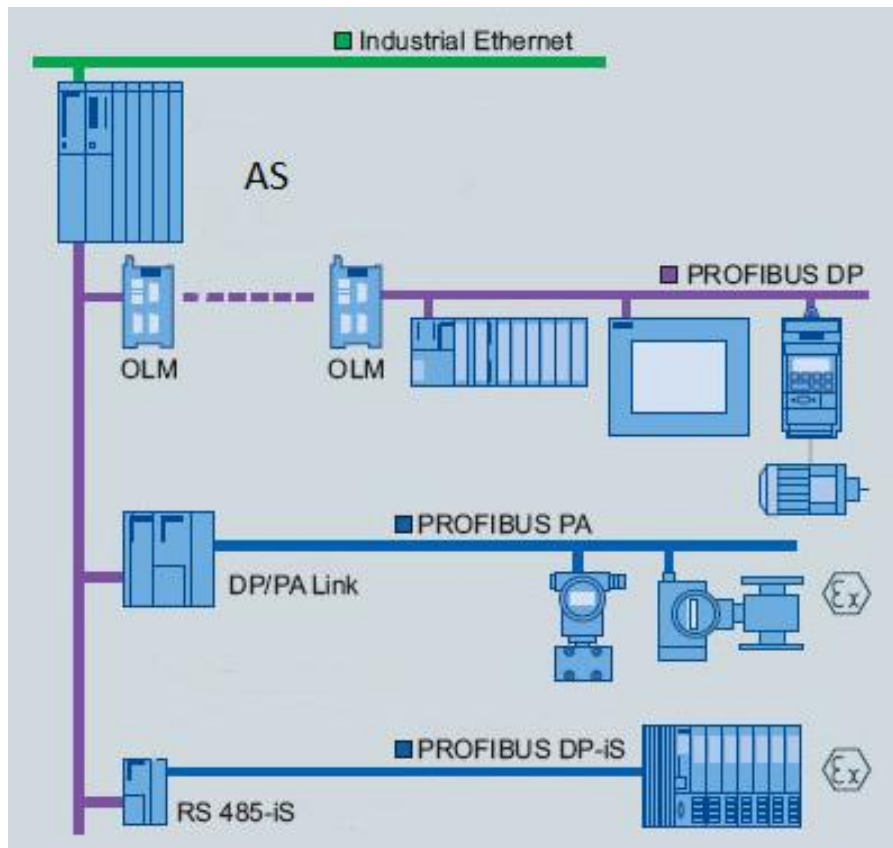 Industrial Ethernet
AS
PROFIBUS DP
OLM
OLM
PROFIBUS PA
DP/PA Link
Ex
PROFIBUS DP-iS
Ex
RS 485-iS